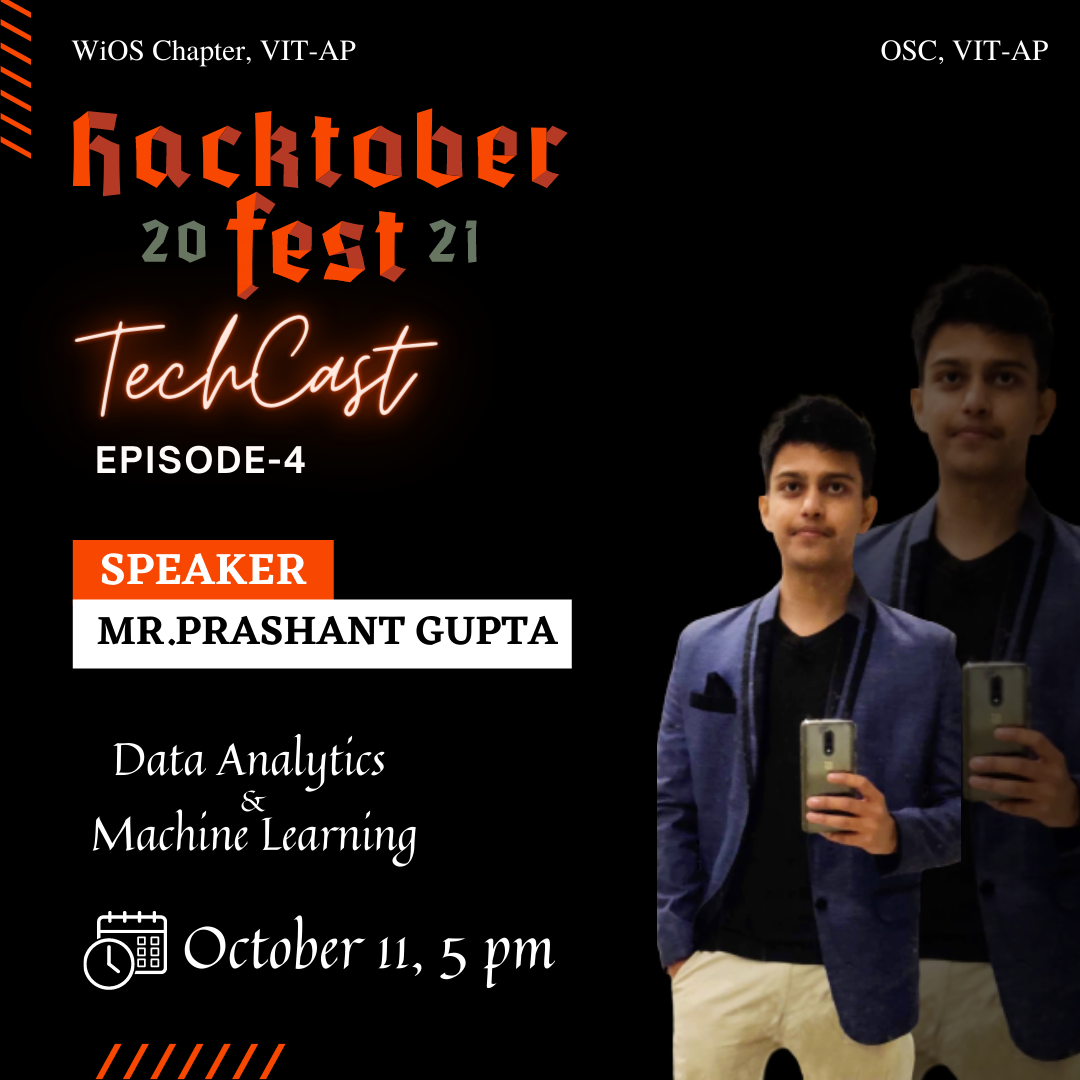 WiOS Chapter, VIT-AP
OSC, VIT-AP
hacktober
20 fest 21
TechCast
EPISODE-4
SPEAKER
MR.PRASHANT GUPTA
Data Analytics
&
Machine Learning
October 11, 5 pm